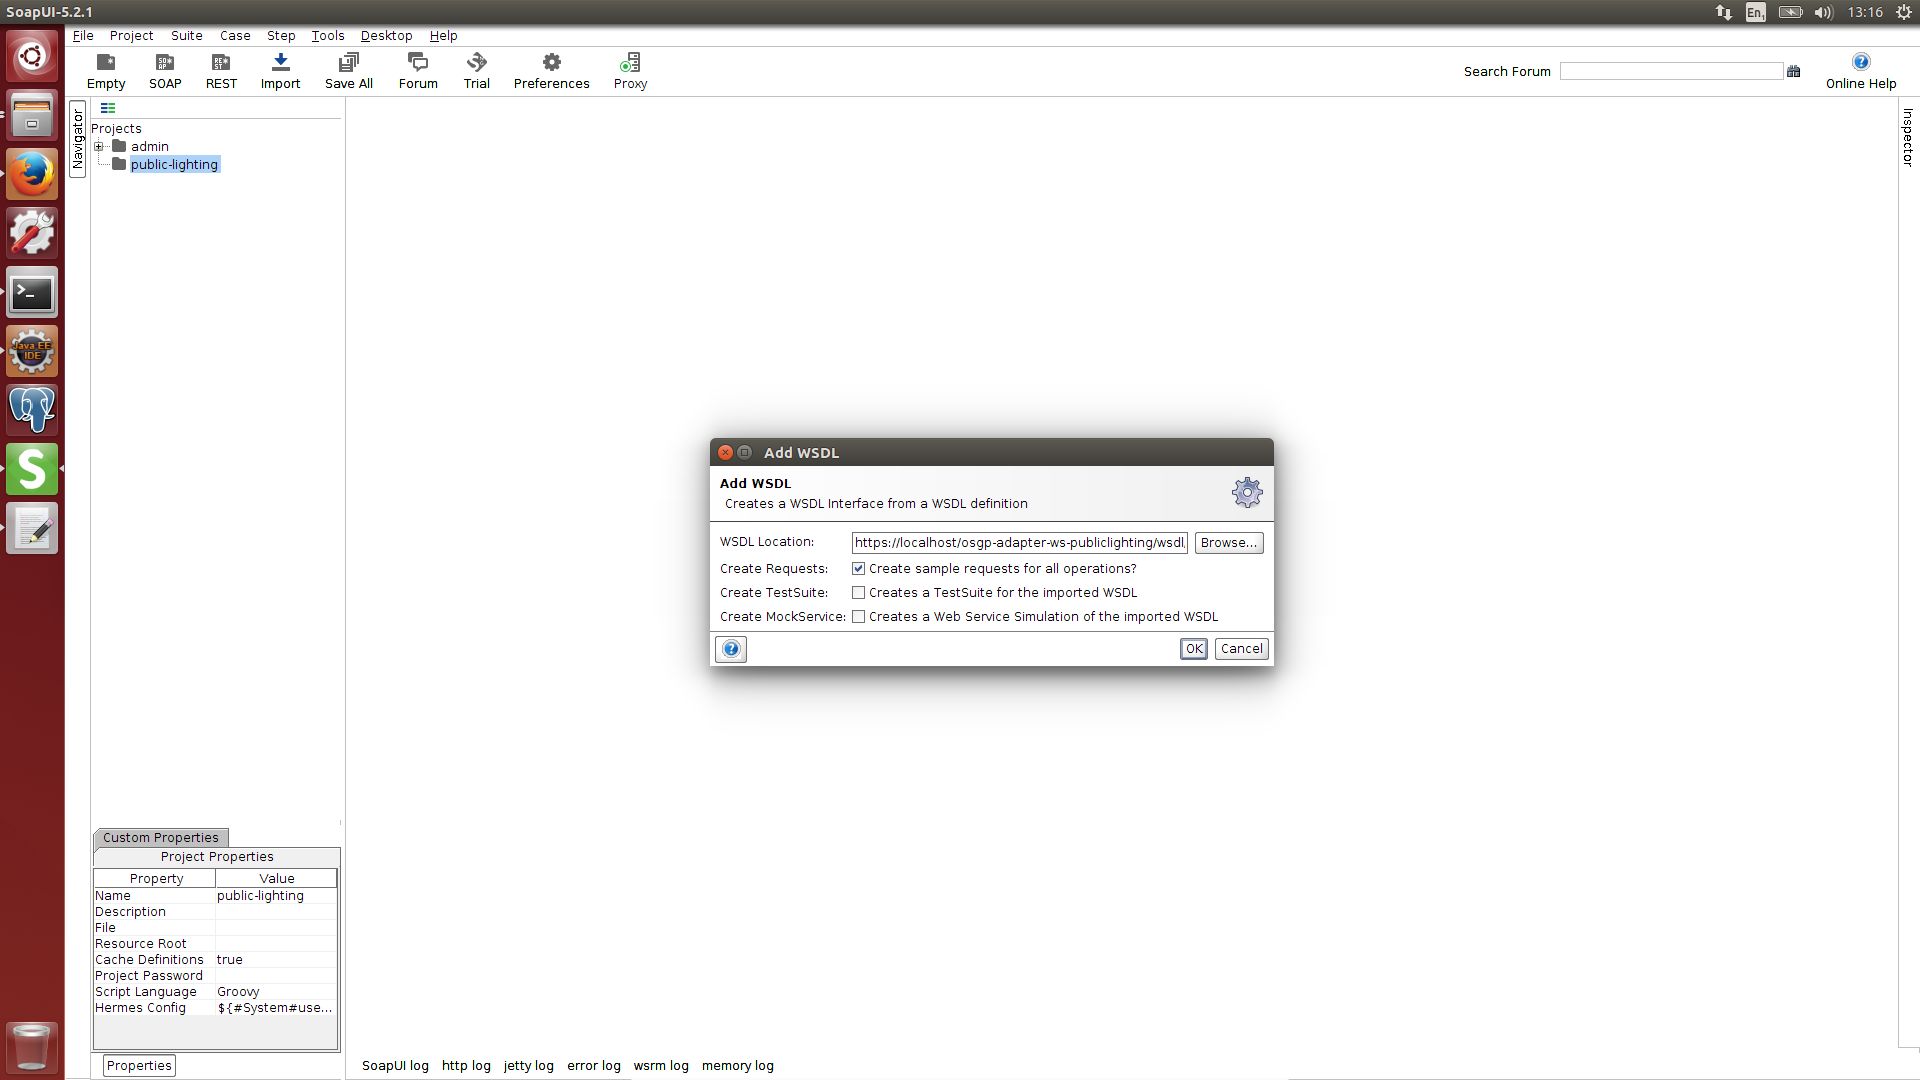 SoapUI-5.2.1
En1
13:16
File Project Suite Case Step Tools Desktop Help
Empty SOAP REST Import Save All Forum Trial Preferences Proxy
Search Forum
Online Help
Navigator
Inspector
Projects
admin
public-lighting
Java EE
IDE
Add WSDL
Add WSDL
Creates a WSDL Interface from a WSDL definition
WSDL Location: https://localhost/osgp-adapter-ws-publiclighting/wsdl Browse...
Create Requests: Create sample requests for all operations?
Create TestSuite: Creates a TestSuite for the imported WSDL
Create MockService: Creates a Web Service Simulation of the imported WSDL
OK Cancel
Custom Properties
Project Properties
Property Value
Name public-lighting
Description
File
Resource Root
Cache Definitions true
Project Password
Script Language Groovy
Hermes Config ${#System#use...
Properties
SoapUI log http log jetty log error log wsrm log memory log